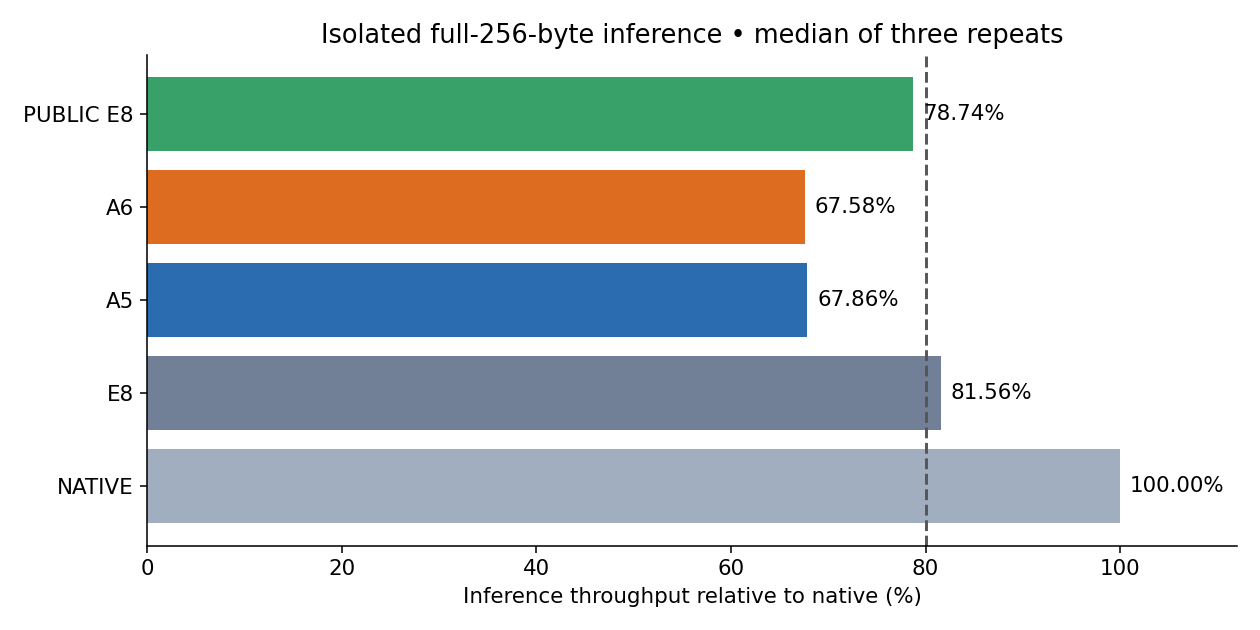 Isolated full-256-byte inference • median of three repeats
PUBLIC E8
78.74%
A6
67.58%
A5
67.86%
E8
81.56%
NATIVE
100.00%
0 20 40 60 80 100
Inference throughput relative to native (%)